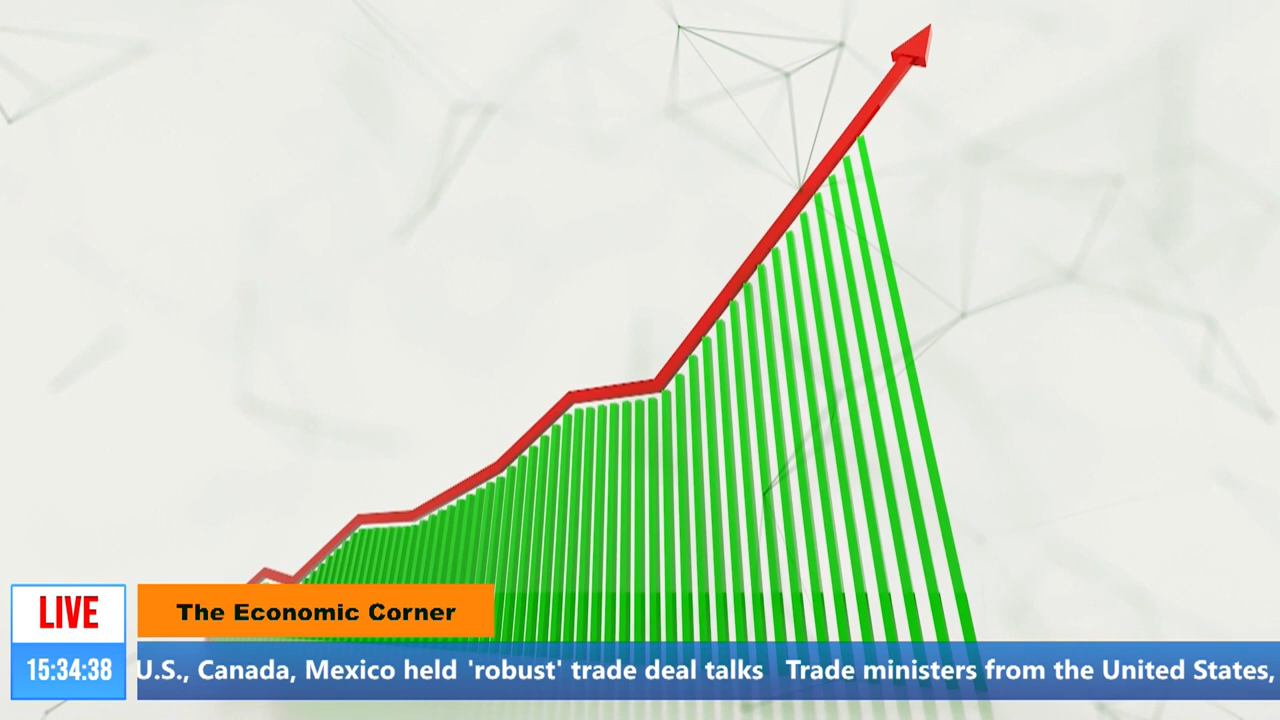 LIVE
The Economic Corner
15:34:38
U.S., Canada, Mexico held 'robust' trade deal talks Trade ministers from the United States,